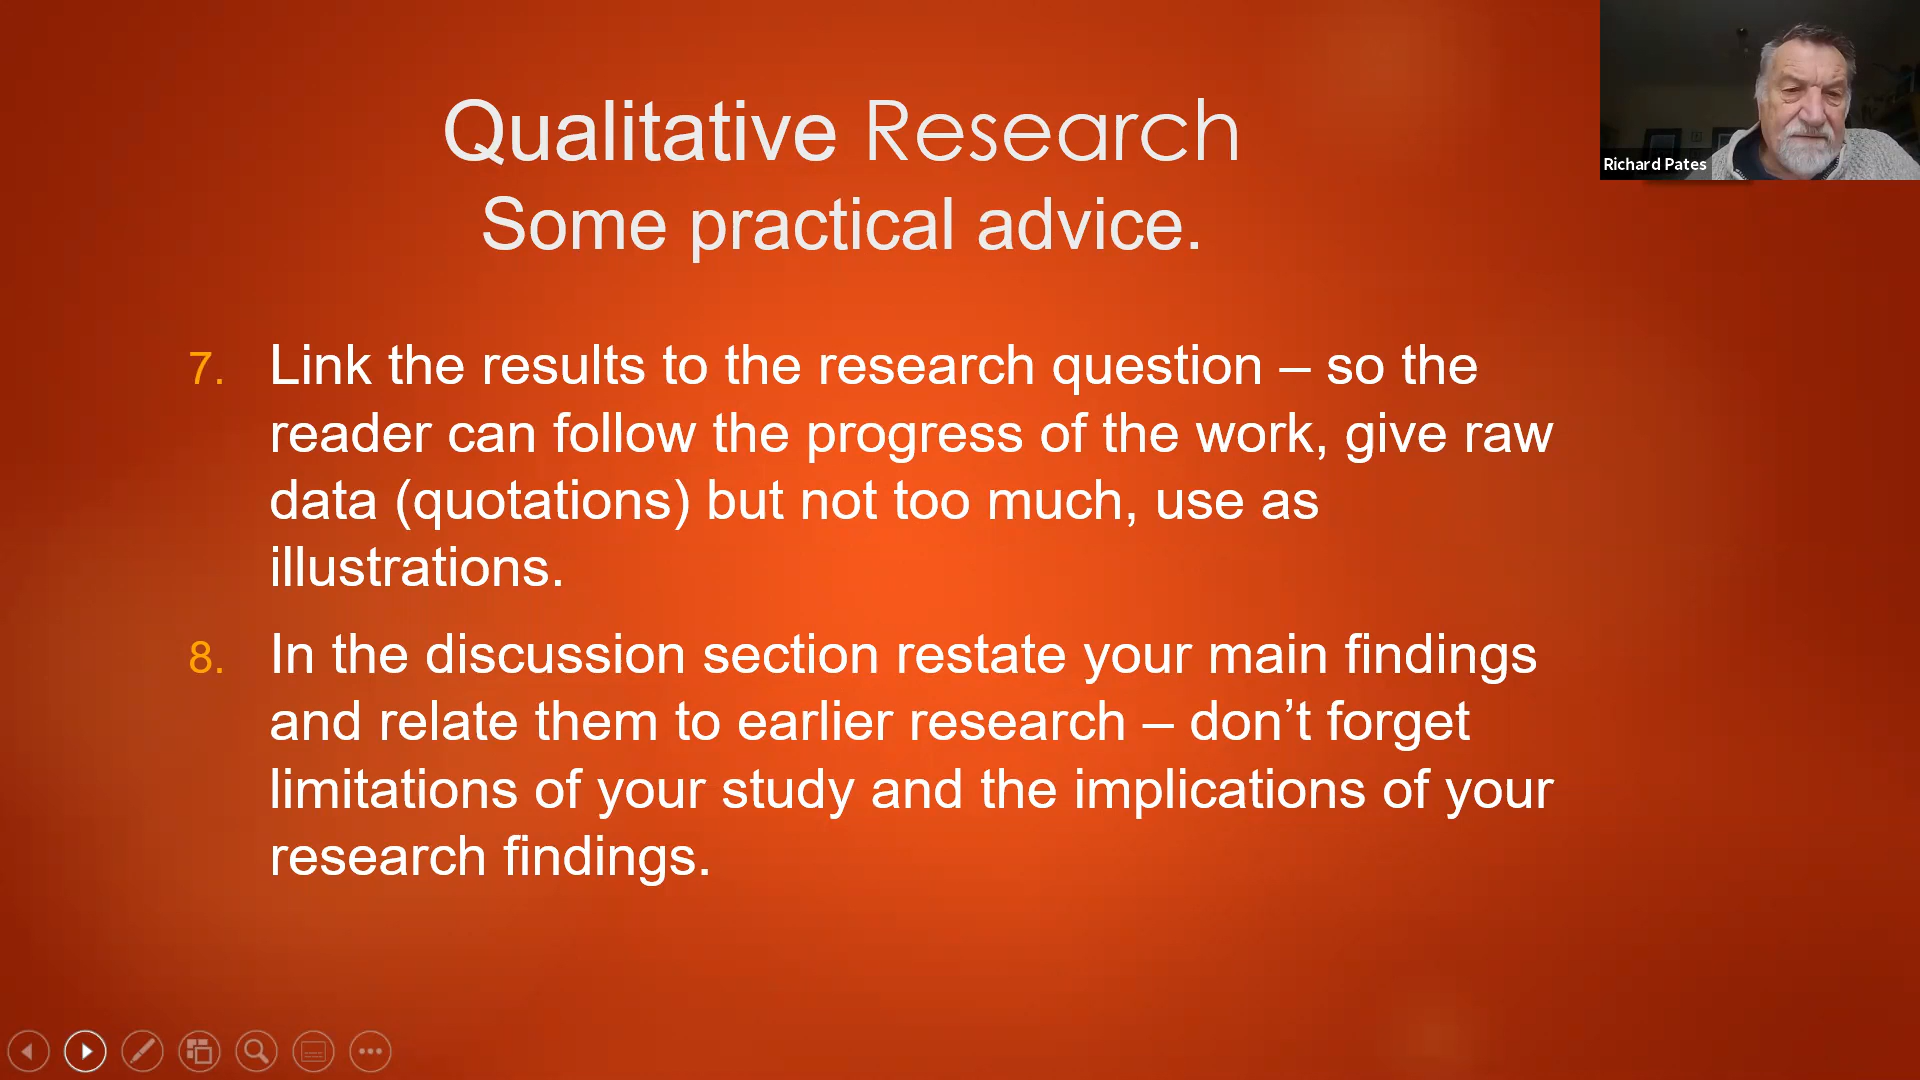 Qualitative Research
Some practical advice.
Richard Pates
7. Link the results to the research question – so the
reader can follow the progress of the work, give raw
data (quotations) but not too much, use as
illustrations.
8. In the discussion section restate your main findings
and relate them to earlier research – don’t forget
limitations of your study and the implications of your
research findings.